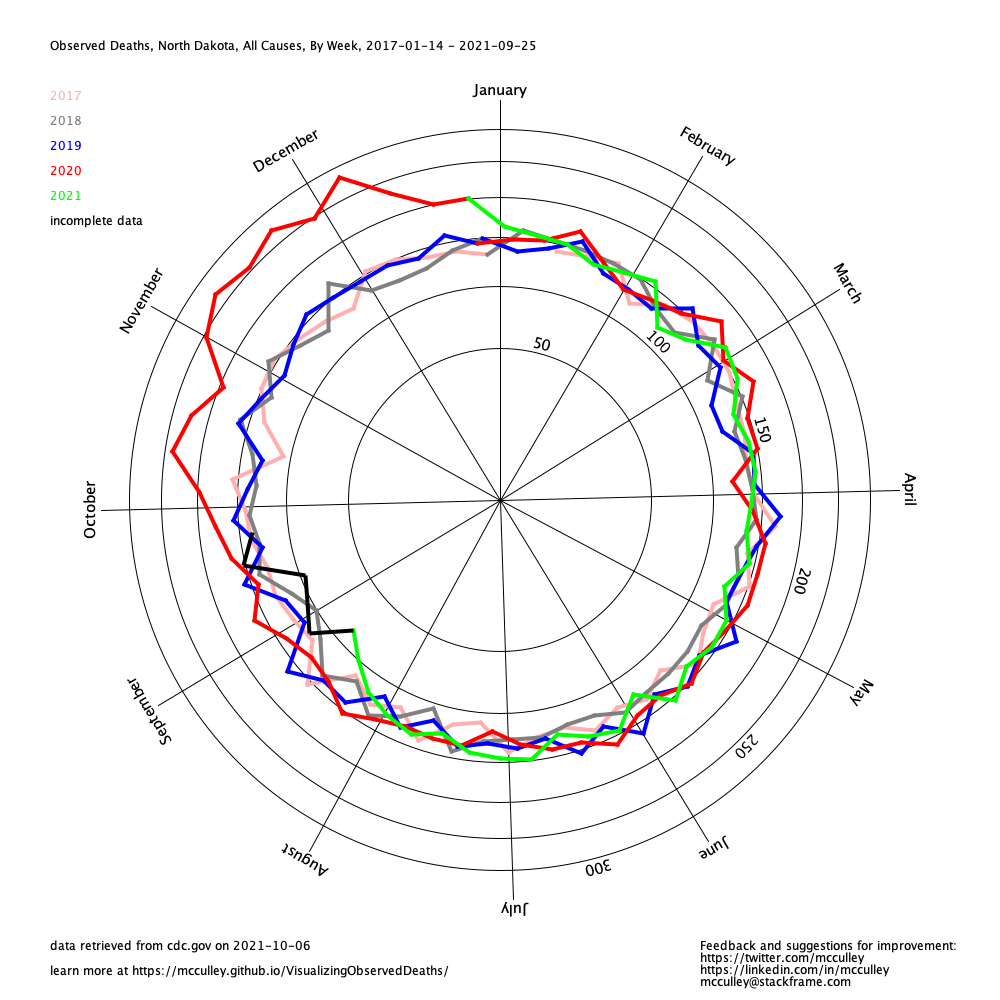 Observed Deaths, North Dakota, All Causes, By Week, 2017-01-14 - 2021-09-25
2017
2018
2019
2020
2021
incomplete data
January
February
March
April
May
June
July
August
September
October
November
December
50
100
150
200
250
300
data retrieved from cdc.gov on 2021-10-06
learn more at https://mcculley.github.io/VisualizingObservedDeaths/
Feedback and suggestions for improvement:
https://twitter.com/mcculley
https://linkedin.com/in/mcculley
mcculley@stackframe.com